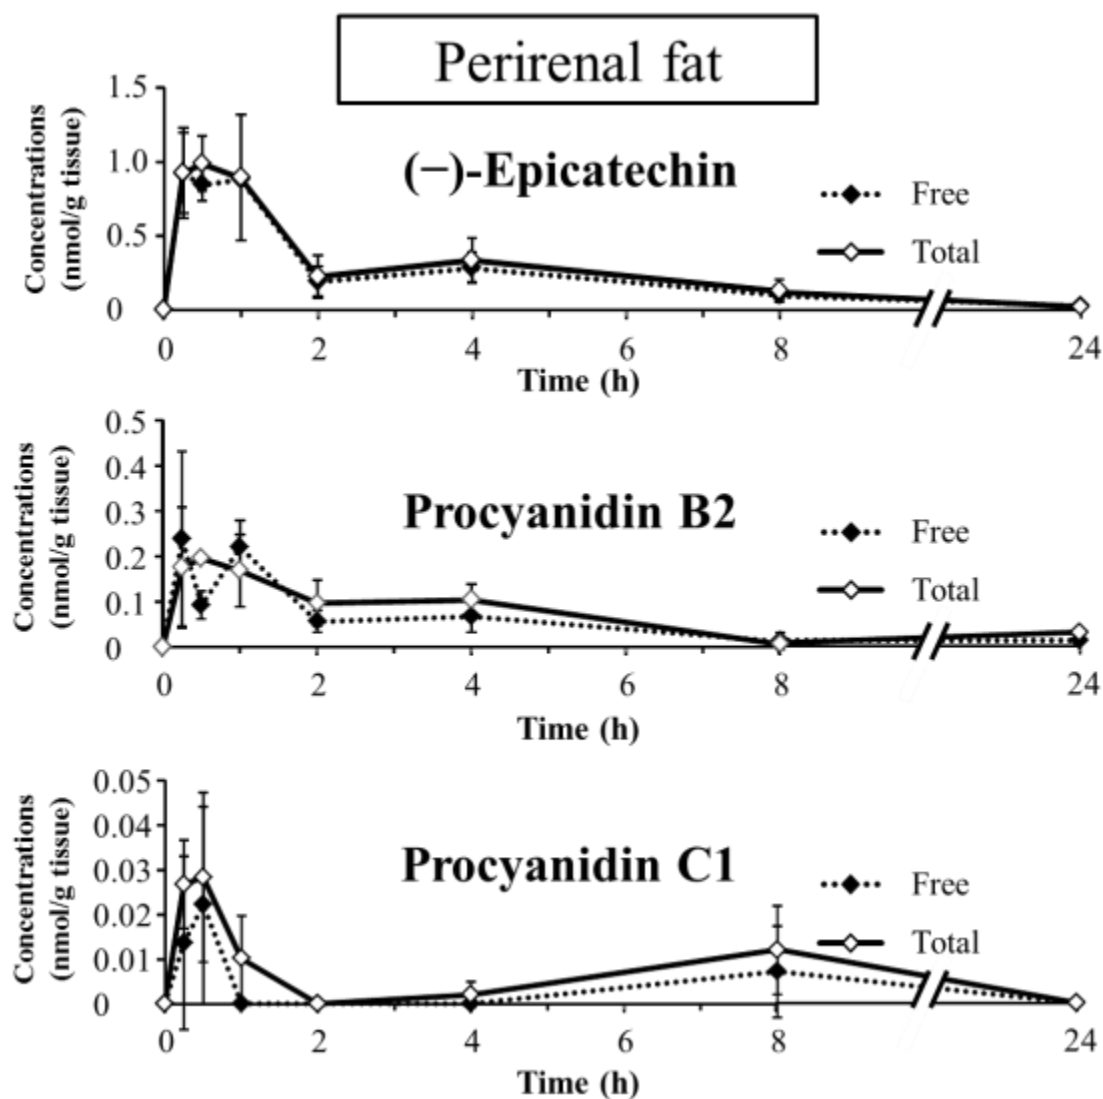 Perirenal fat
Concentrations
(nmol/g tissue)
1.5
1.0
0.5
0
(−)-Epicatechin
Free
Total
0 2 4 6 8 24
Time (h)
Concentrations
(nmol/g tissue)
0.5
0.4
0.3
0.2
0.1
0
Procyanidin B2
Free
Total
0 2 4 6 8 24
Time (h)
Concentrations
(nmol/g tissue)
0.05
0.04
0.03
0.02
0.01
0
Procyanidin C1
Free
Total
0 2 4 6 8 24
Time (h)